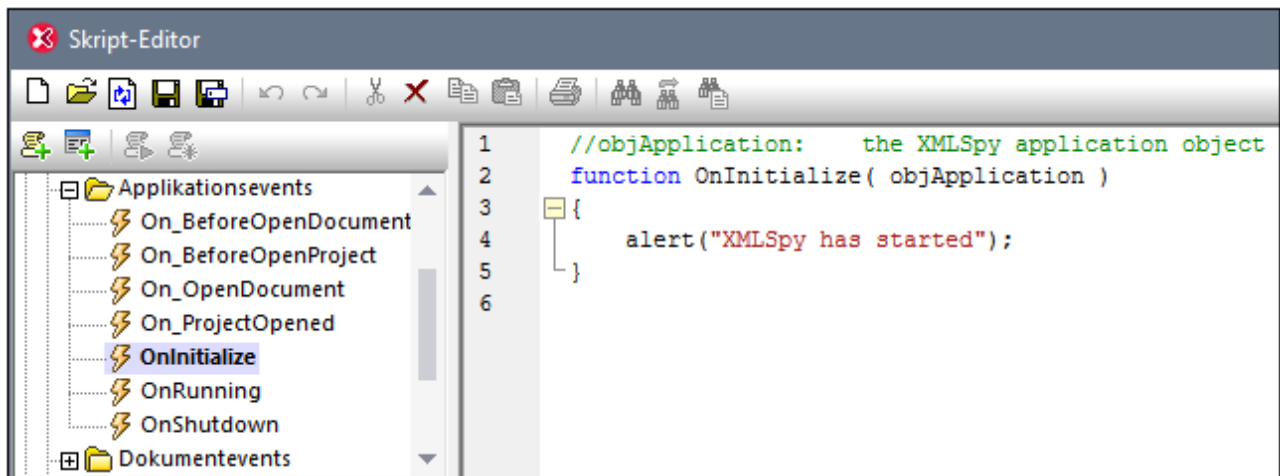 Skript-Editor
Applikationsevents
On_BeforeOpenDocument
On_BeforeOpenProject
On_OpenDocument
On_ProjectOpened
OnInitialize
OnRunning
OnShutdown
Dokumentevents
1 //objApplication: the XMLSpy application object
2 function OnInitialize( objApplication )
3 {
4 alert("XMLSpy has started");
5 }
6